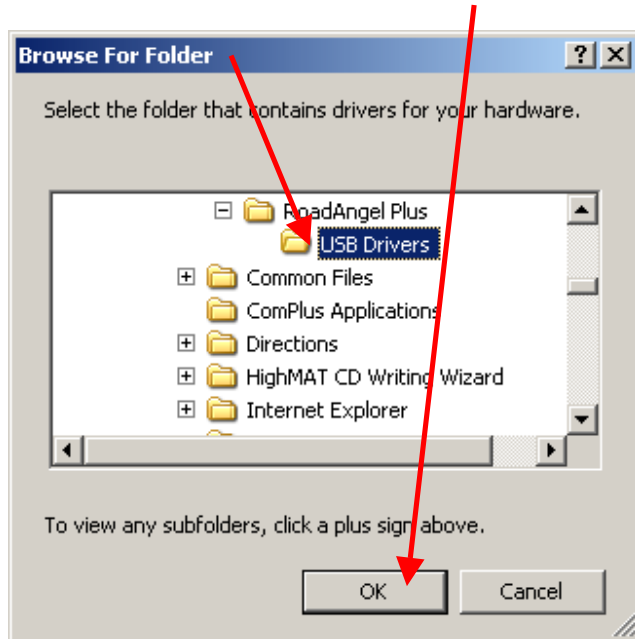 Browse For Folder
Select the folder that contains drivers for your hardware.
RoadAngel Plus
USB Drivers
Common Files
ComPlus Applications
Directions
HighMAT CD Writing Wizard
Internet Explorer
To view any subfolders, click a plus sign above.
OK Cancel